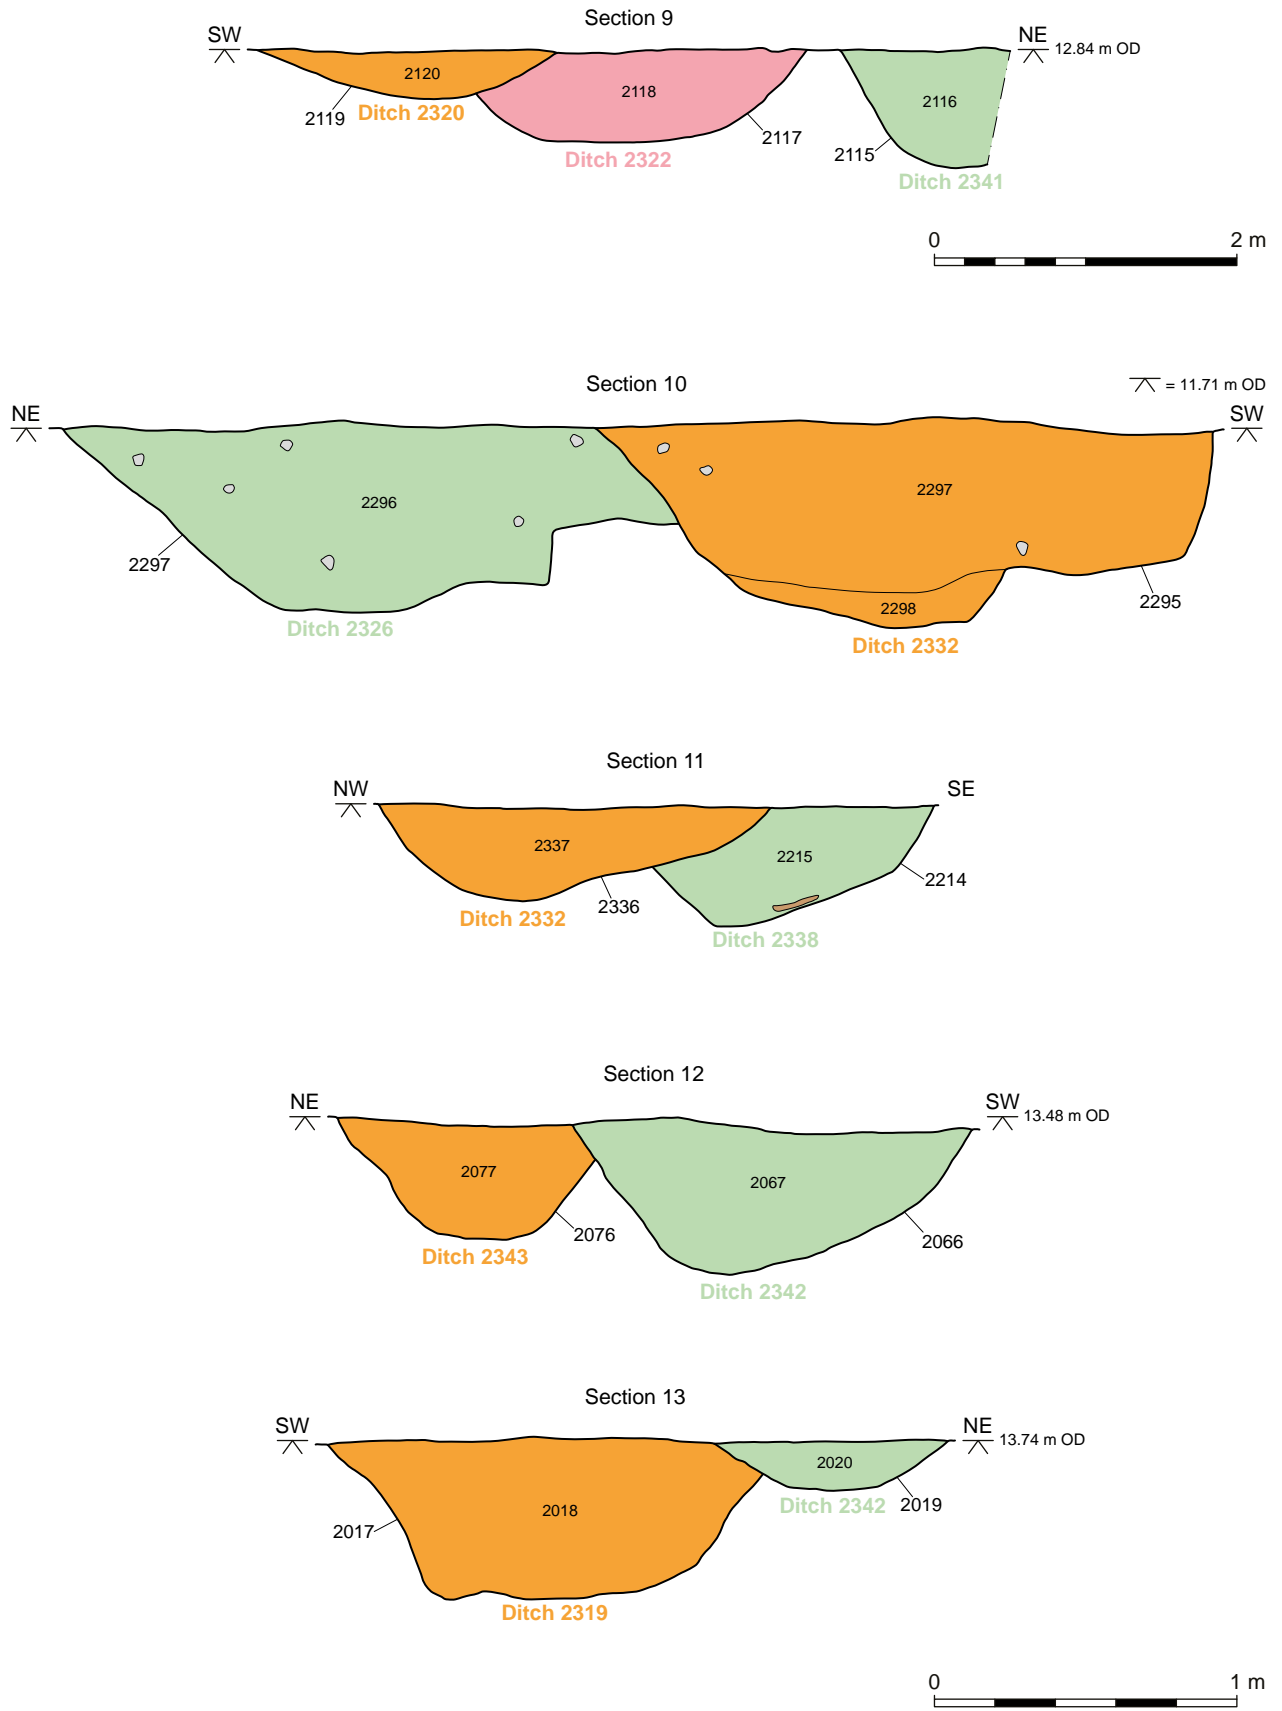 Section 9
SW
NE
12.84 m OD
2120
2118
2116
2119
Ditch 2320
2117
2115
Ditch 2322
Ditch 2341
0
2 m
Section 10
= 11.71 m OD
NE
SW
2296
2297
2297
2298
2295
Ditch 2326
Ditch 2332
Section 11
NW
SE
2337
2215
2214
2336
Ditch 2332
Ditch 2338
Section 12
NE
SW
13.48 m OD
2077
2067
2076
2066
Ditch 2343
Ditch 2342
Section 13
SW
NE
13.74 m OD
2020
2018
Ditch 2342
2019
2017
Ditch 2319
0
1 m